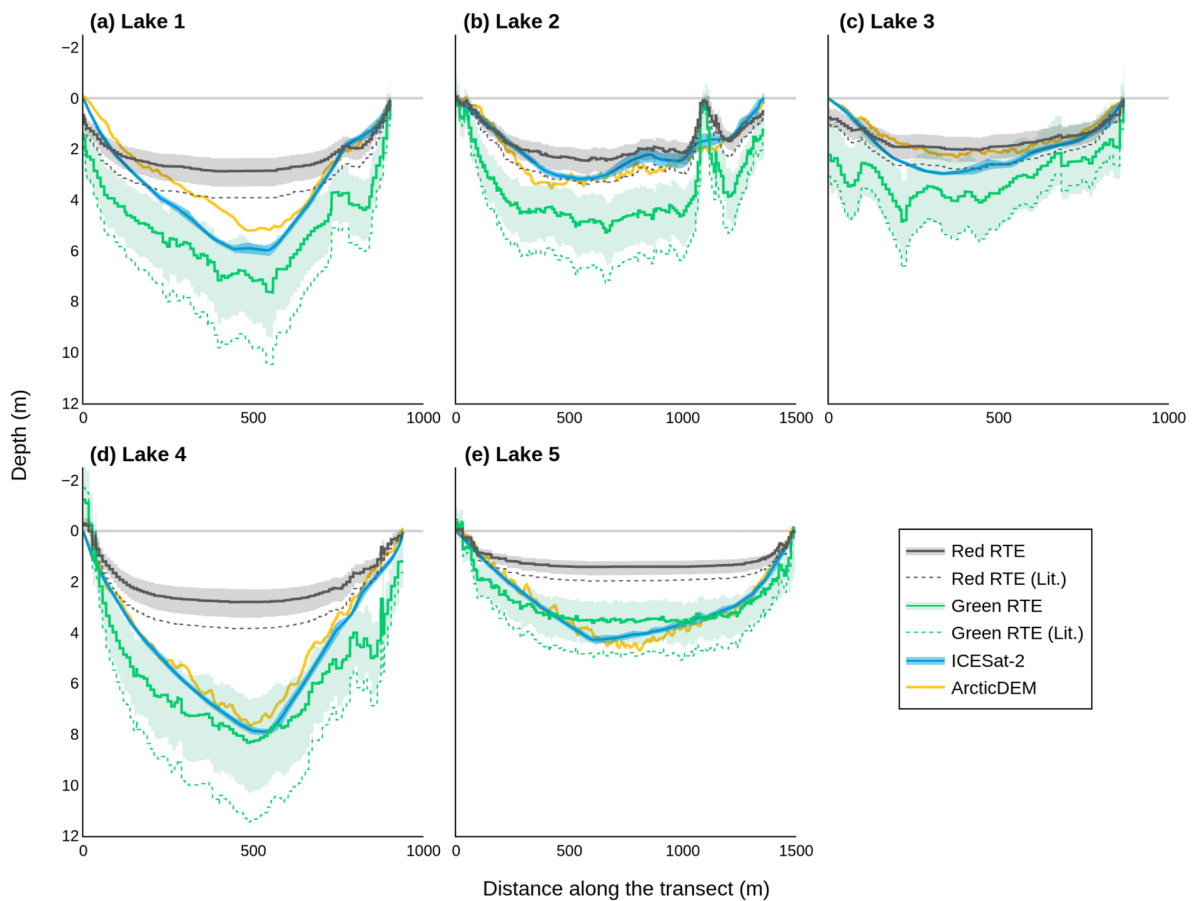 (a) Lake 1
(b) Lake 2
(c) Lake 3
−2
0
2
4
6
8
10
12
0 500 1000
0 500 1000 1500
0 500 1000
Depth (m)
(d) Lake 4
(e) Lake 5
−2
0
2
4
6
8
10
12
0 500 1000
0 500 1000 1500
Red RTE
Red RTE (Lit.)
Green RTE
Green RTE (Lit.)
ICESat-2
ArcticDEM
Distance along the transect (m)